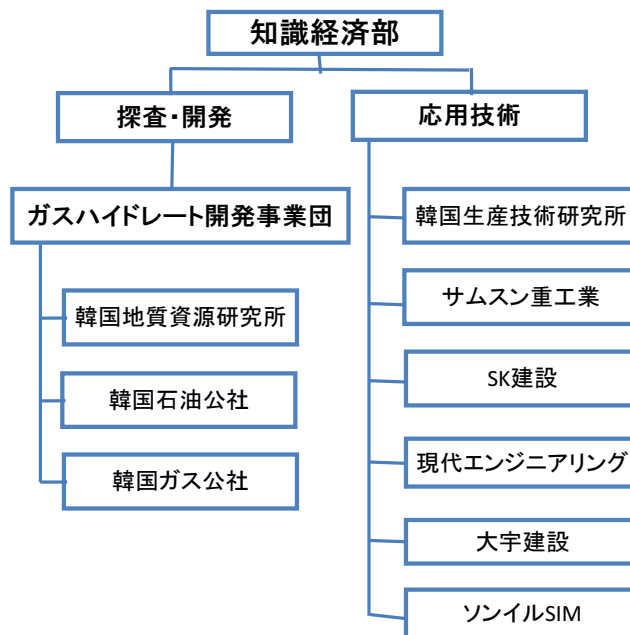 知識経済部
探査・開発
応用技術
ガスハイドレート開発事業団
韓国地質資源研究所
韓国石油公社
韓国ガス公社
韓国生産技術研究所
サムスン重工業
SK建設
現代エンジニアリング
大宇建設
ソンイルSIM